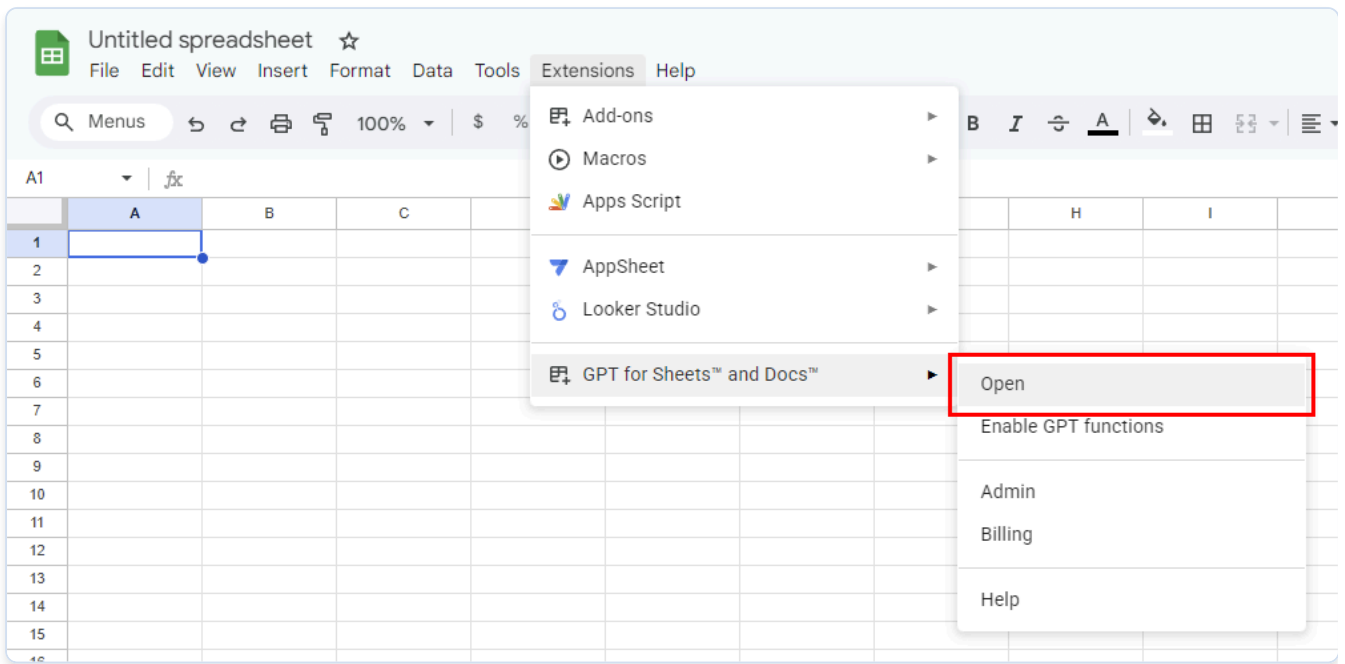 Untitled spreadsheet
File Edit View Insert Format Data Tools Extensions Help
Menus 100% $ % B I A
A1 fx
A B C H I
Add-ons
Macros
Apps Script
AppSheet
Looker Studio
GPT for Sheets™ and Docs™
Open
Enable GPT functions
Admin
Billing
Help
1
2
3
4
5
6
7
8
9
10
11
12
13
14
15
16